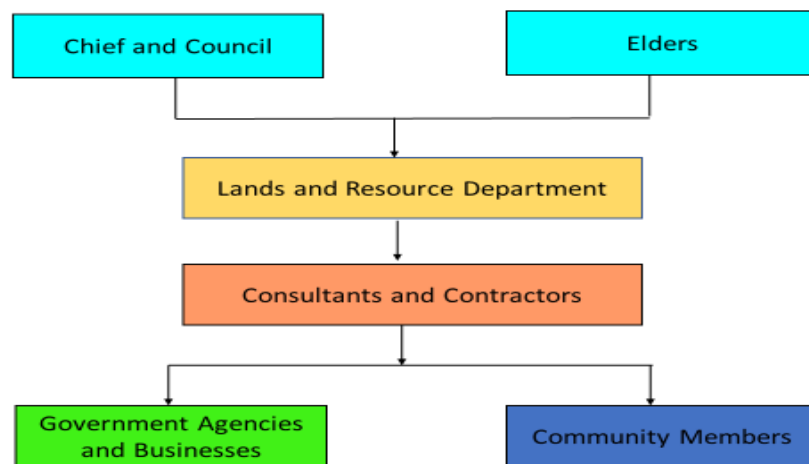 Chief and Council
Elders
Lands and Resource Department
Consultants and Contractors
Government Agencies
and Businesses
Community Members